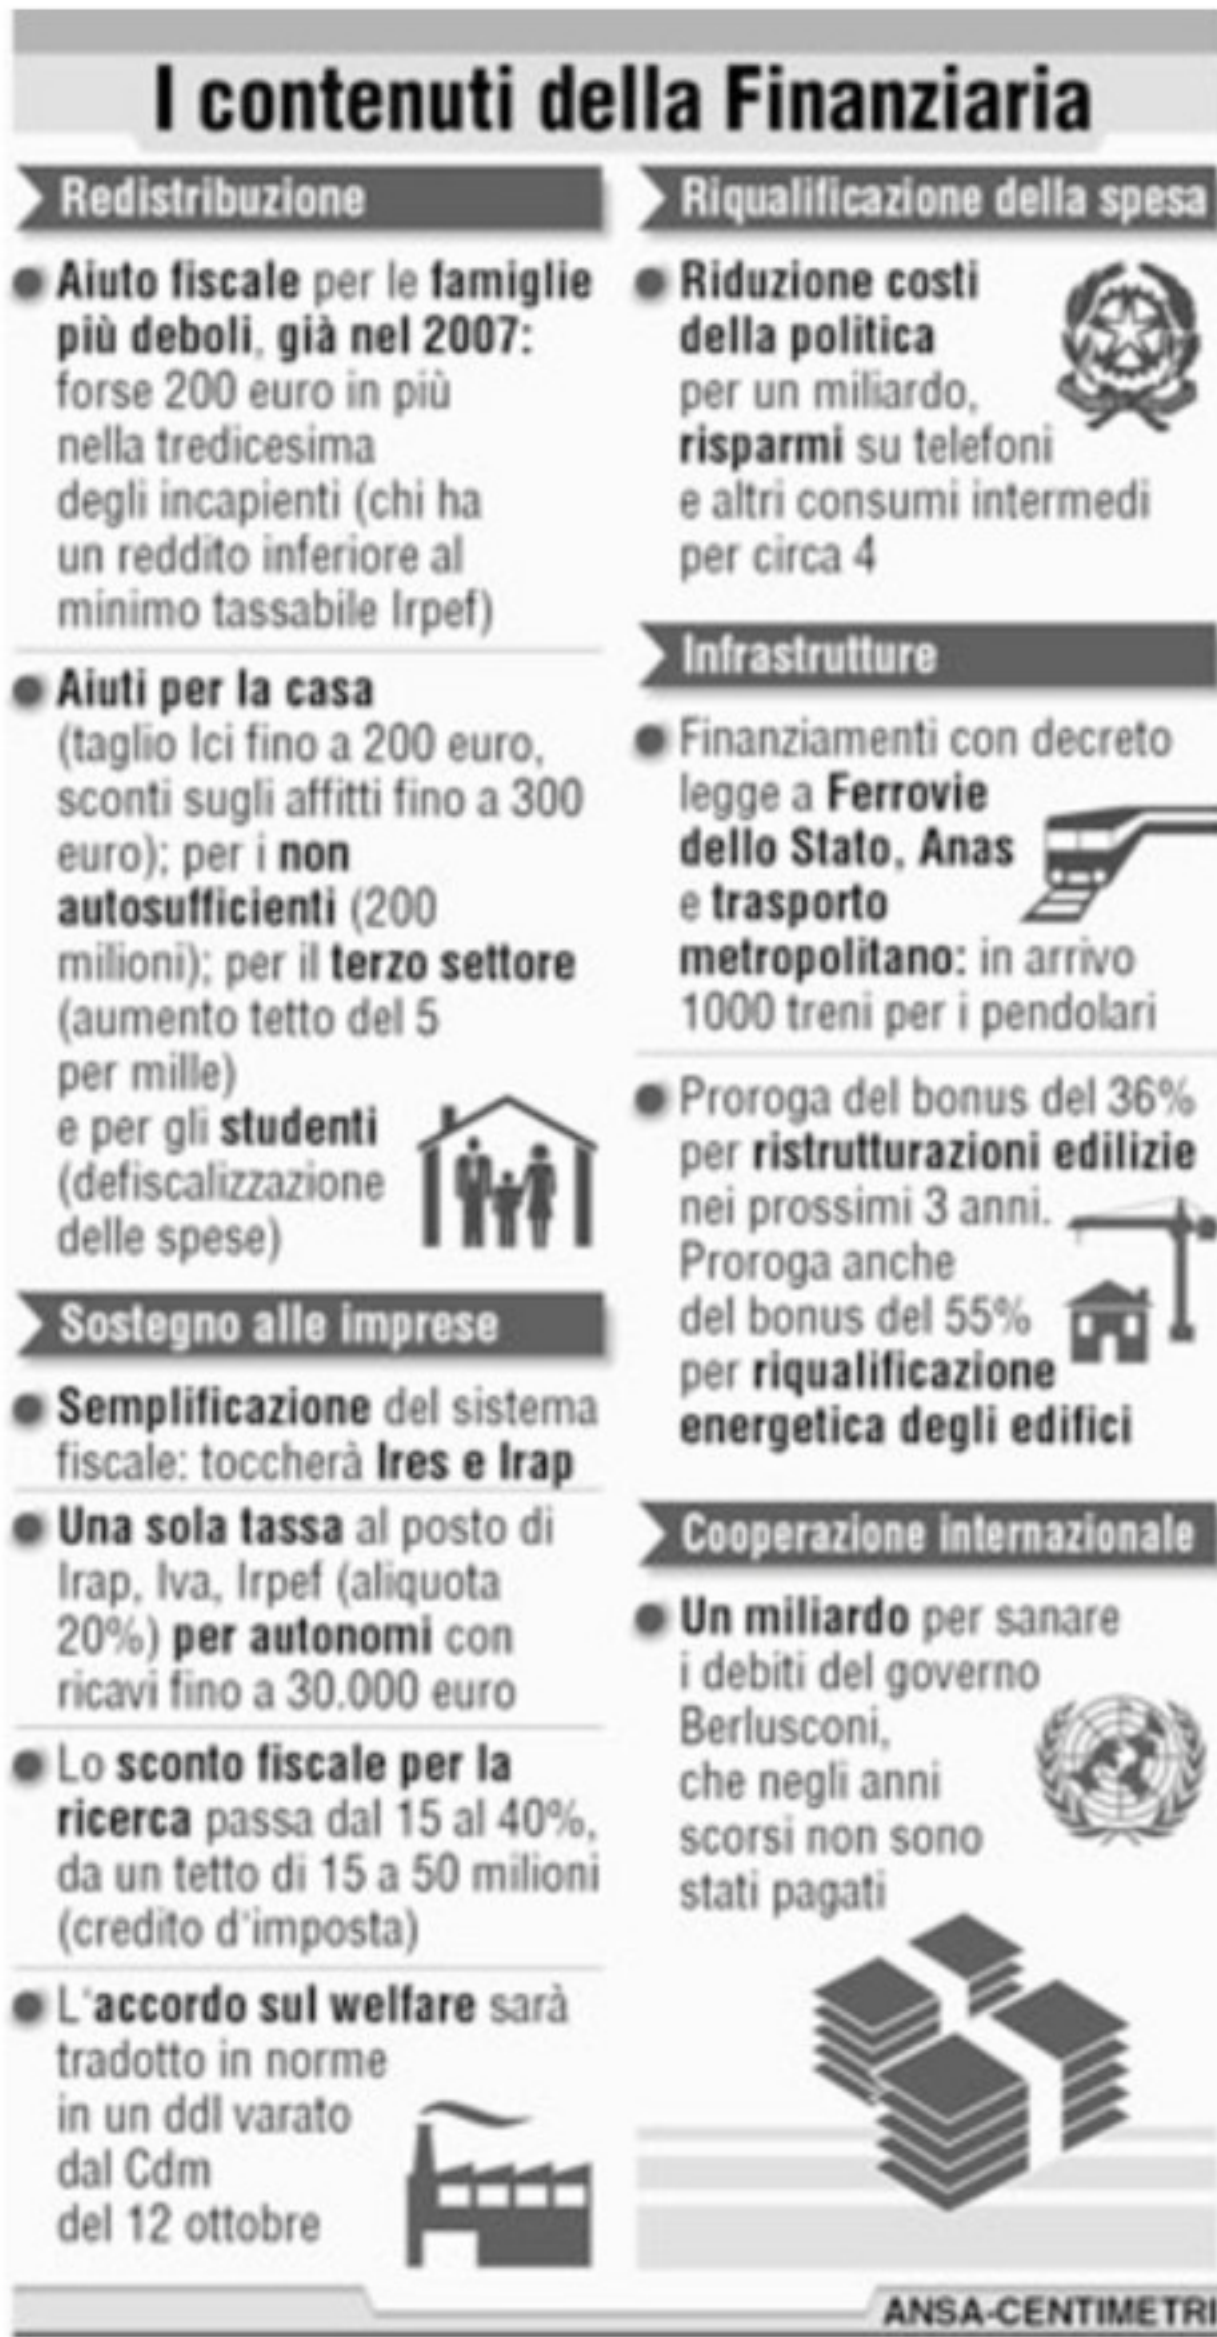 I contenuti della Finanziaria
Redistribuzione
Aiuto fiscale per le famiglie
più deboli, già nel 2007:
forse 200 euro in più
nella tredicesima
degli incapienti (chi ha
un reddito inferiore al
minimo tassabile Irpef)
Aiuti per la casa
(taglio Ici fino a 200 euro,
sconti sugli affitti fino a 300
euro); per i non
autosufficienti (200
milioni); per il terzo settore
(aumento tetto del 5
per mille)
e per gli studenti
(defiscalizzazione
delle spese)
Sostegno alle imprese
Semplificazione del sistema
fiscale: toccherà Ires e Irap
Una sola tassa al posto di
Irap, Iva, Irpef (aliquota
20%) per autonomi con
ricavi fino a 30.000 euro
Lo sconto fiscale per la
ricerca passa dal 15 al 40%,
da un tetto di 15 a 50 milioni
(credito d'imposta)
L'accordo sul welfare sarà
tradotto in norme
in un ddl varato
dal Cdm
del 12 ottobre
Riqualificazione della spesa
Riduzione costi
della politica
per un miliardo,
risparmi su telefoni
e altri consumi intermedi
per circa 4
Infrastrutture
Finanziamenti con decreto
legge a Ferrovie
dello Stato, Anas
e trasporto
metropolitano: in arrivo
1000 treni per i pendolari
Proroga del bonus del 36%
per ristrutturazioni edilizie
nei prossimi 3 anni.
Proroga anche
del bonus del 55%
per riqualificazione
energetica degli edifici
Cooperazione internazionale
Un miliardo per sanare
i debiti del governo
Berlusconi,
che negli anni
scorsi non sono
stati pagati
ANSA-CENTIMETRI